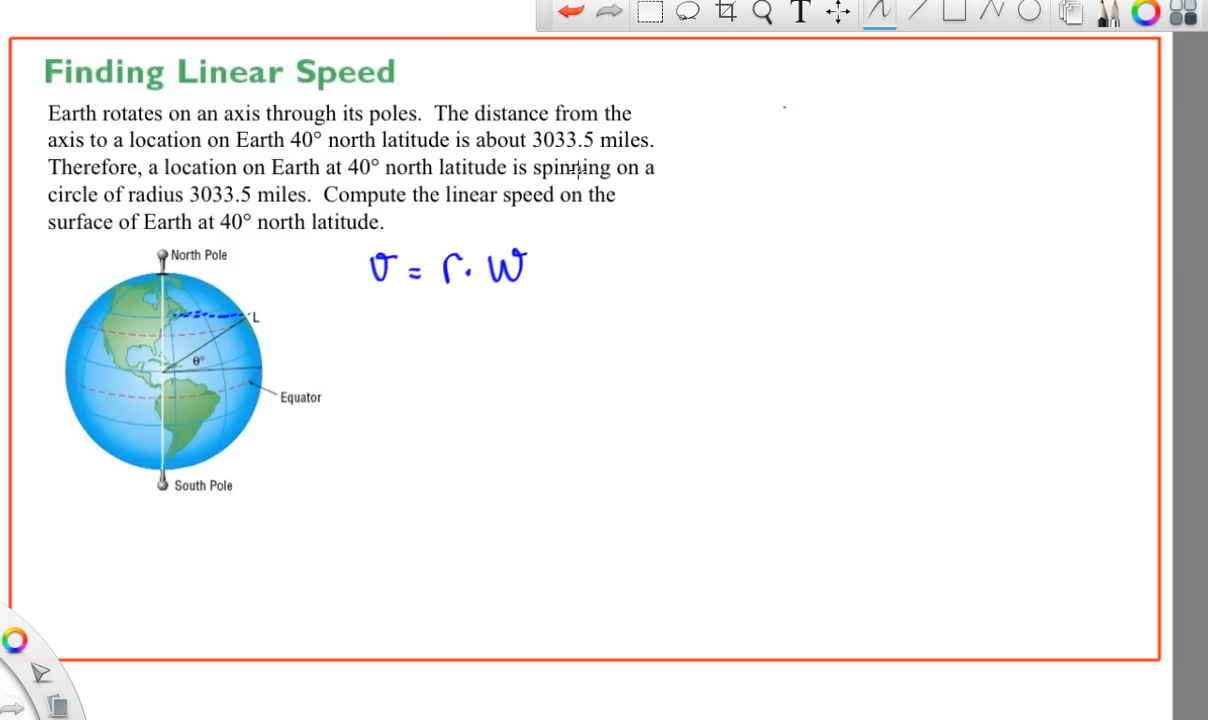 Finding Linear Speed
Earth rotates on an axis through its poles. The distance from the
axis to a location on Earth 40° north latitude is about 3033.5 miles.
Therefore, a location on Earth at 40° north latitude is spinning on a
circle of radius 3033.5 miles. Compute the linear speed on the
surface of Earth at 40° north latitude.
North Pole
v = r · w
L
θ°
Equator
South Pole